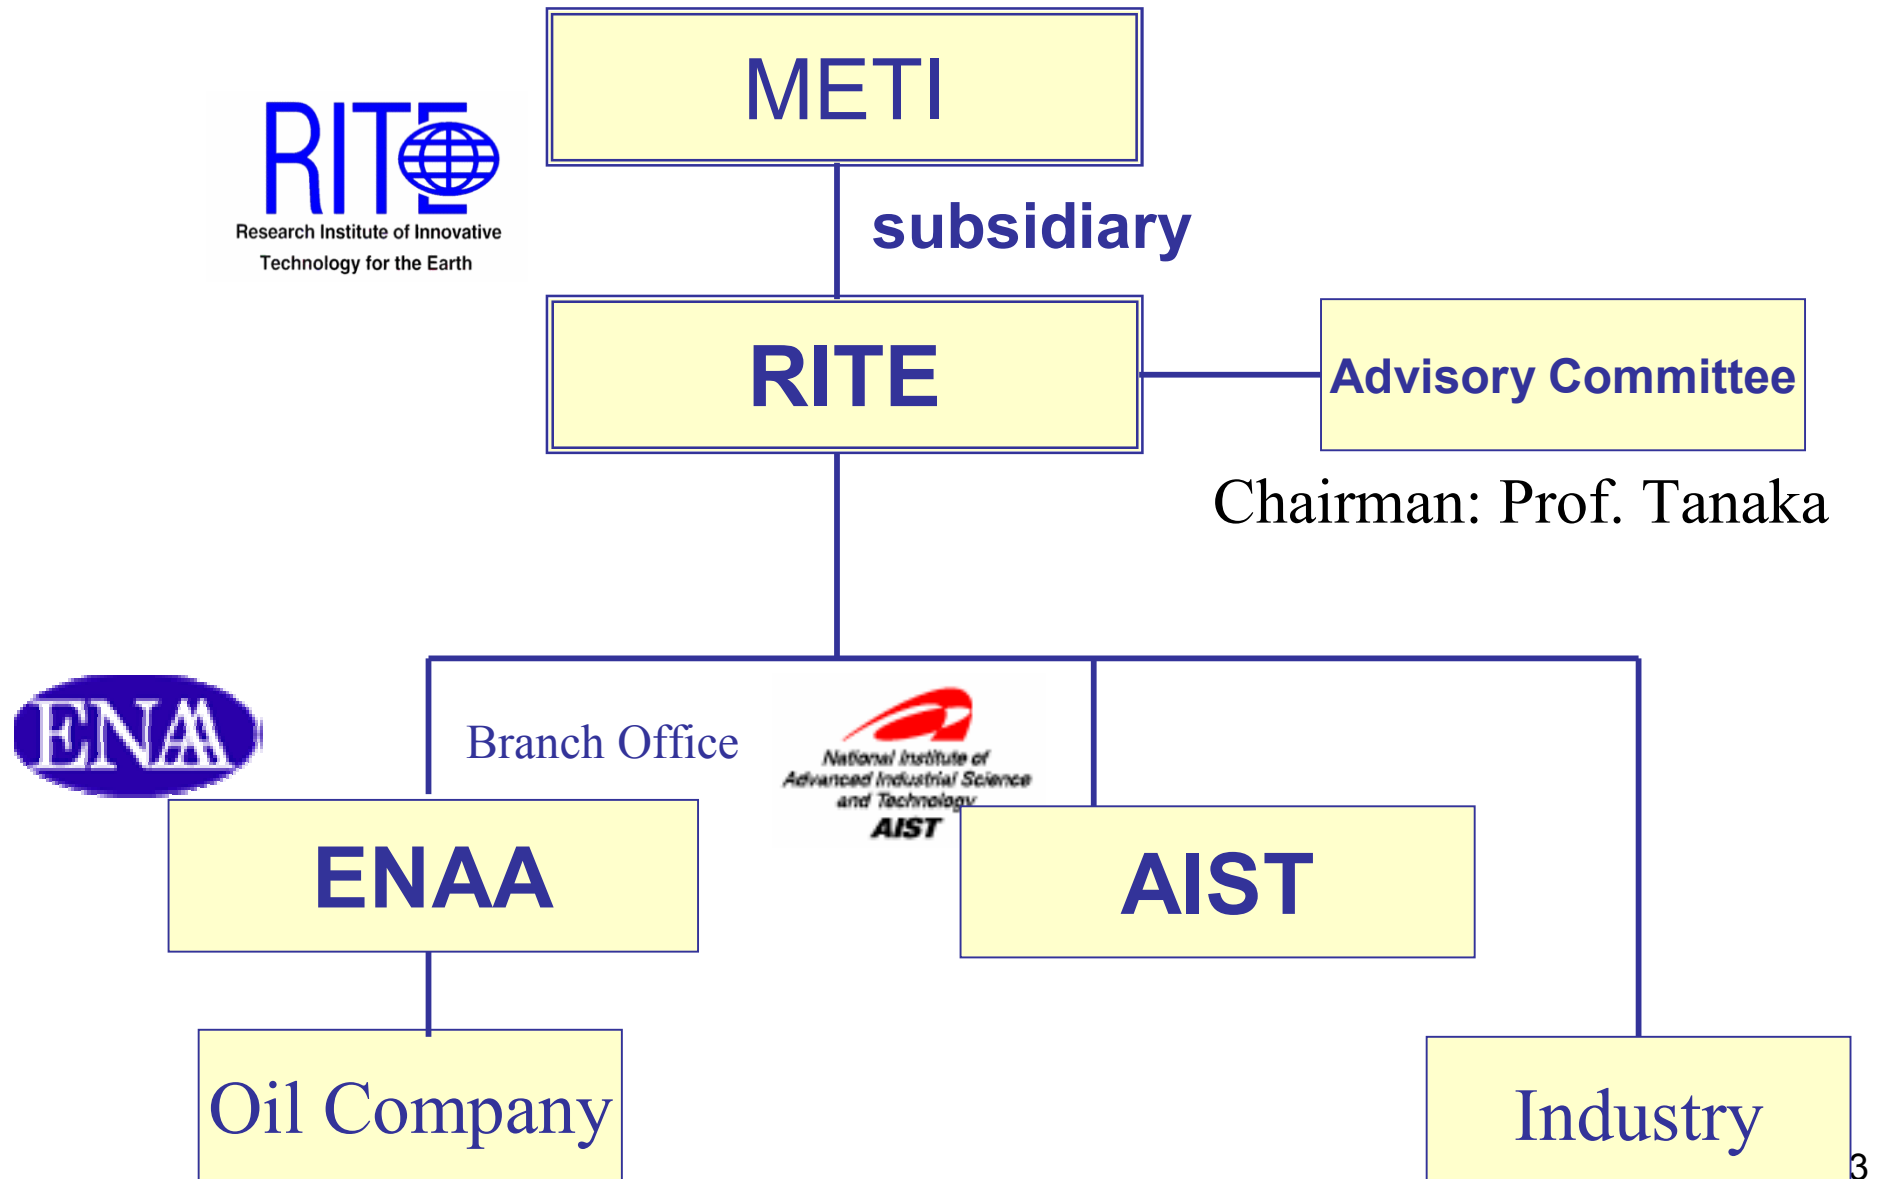 METI
RITE
Research Institute of Innovative
Technology for the Earth
subsidiary
RITE
Advisory Committee
Chairman: Prof. Tanaka
ENAA
Branch Office
National Institute of
Advanced Industrial Science
and Technology
AIST
ENAA
AIST
Oil Company
Industry
3